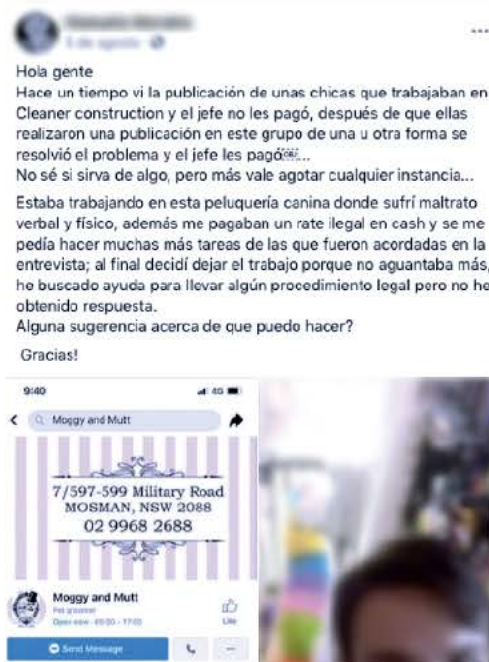 Hola gente
Hace un tiempo vi la publicación de unas chicas que trabajaban en
Cleaner construction y el jefe no les pagó, después de que ellas
realizaron una publicación en este grupo de una u otra forma se
resolvió el problema y el jefe les pagó...
No sé si sirva de algo, pero más vale agotar cualquier instancia...
Estaba trabajando en esta peluquería canina donde sufrí maltrato
verbal y físico, además me pagaban un rate ilegal en cash y se me
pedía hacer muchas más tareas de las que fueron acordadas en la
entrevista; al final decidí dejar el trabajo porque no aguantaba más,
he buscado ayuda para llevar algún procedimiento legal pero no he
obtenido respuesta.
Alguna sugerencia acerca de que puedo hacer?
Gracias!
9:40
4G
Moggy and Mutt
7/597-599 Military Road
MOSMAN, NSW 2088
02 9968 2688
Moggy and Mutt
Pet groomer
Open now
Like
Send Message